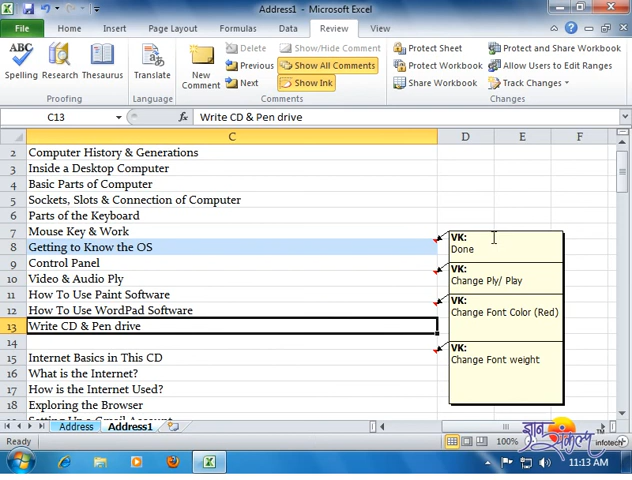 Address1 - Microsoft Excel
File Home Insert Page Layout Formulas Data Review View
ABC
Spelling Research Thesaurus
Proofing
Translate
Language
New Comment
Delete
Previous
Next
Show/Hide Comment
Show All Comments
Show Ink
Comments
Protect Sheet
Protect Workbook
Share Workbook
Protect and Share Workbook
Allow Users to Edit Ranges
Track Changes
Changes
C13 fx Write CD & Pen drive
C D E F
2 Computer History & Generations
3 Inside a Desktop Computer
4 Basic Parts of Computer
5 Sockets, Slots & Connection of Computer
6 Parts of the Keyboard
7 Mouse Key & Work
8 Getting to Know the OS
9 Control Panel
10 Video & Audio Ply
11 How To Use Paint Software
12 How To Use WordPad Software
13 Write CD & Pen drive
14
15 Internet Basics in This CD
16 What is the Internet?
17 How is the Internet Used?
18 Exploring the Browser
VK:
Done
VK:
Change Ply/ Play
VK:
Change Font Color (Red)
VK:
Change Font weight
Address Address1
Ready 100%
ज्ञान
infotech
11:13 AM